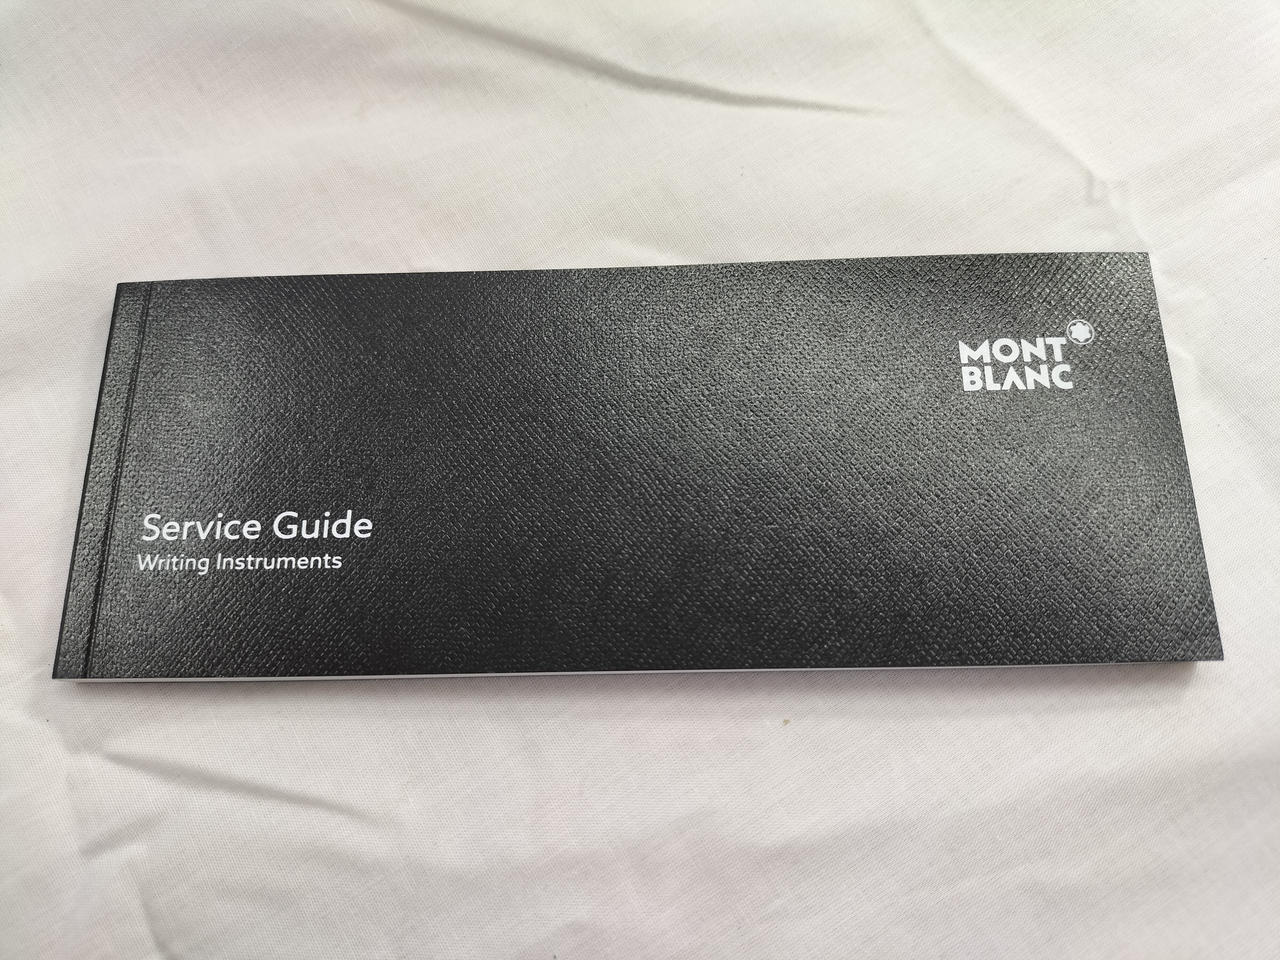 MONT
BLANC
Service Guide
Writing Instruments